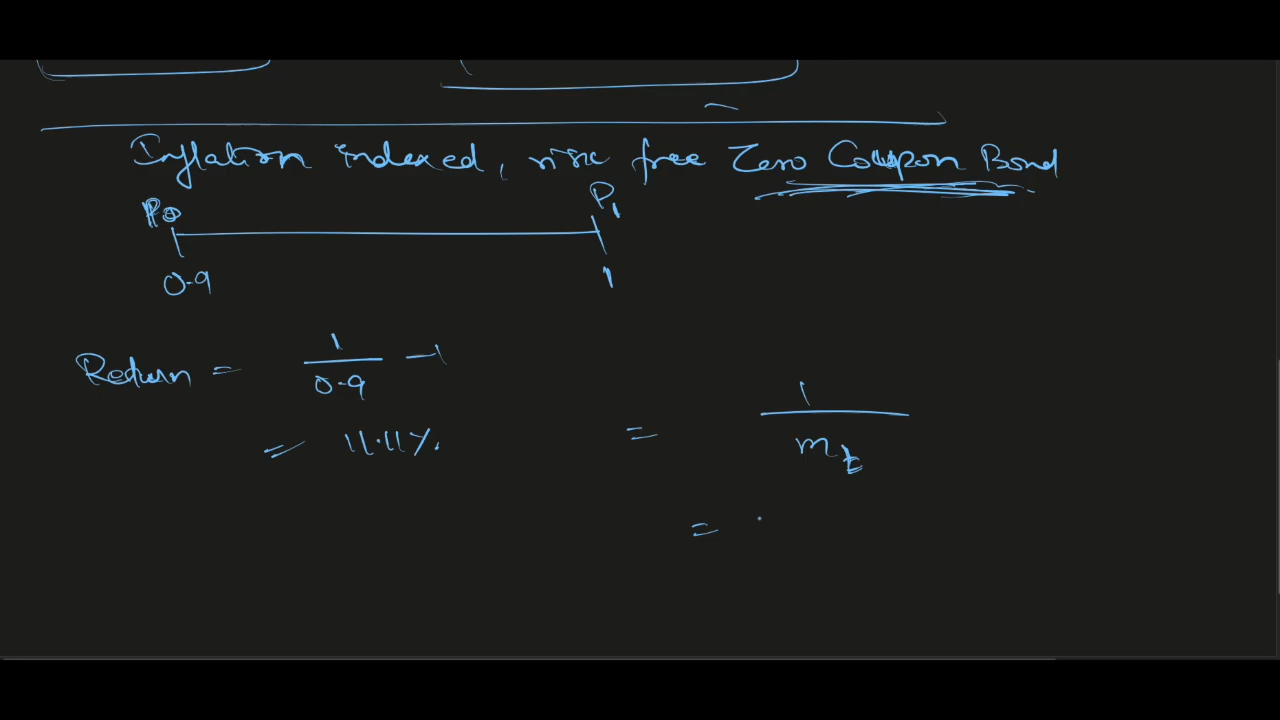 Inflation indexed, risk free Zero Coupon Bond
P0 P1
0.9 1
Return = 1/0.9 - 1
= 11.11%.
= 1/mt
=